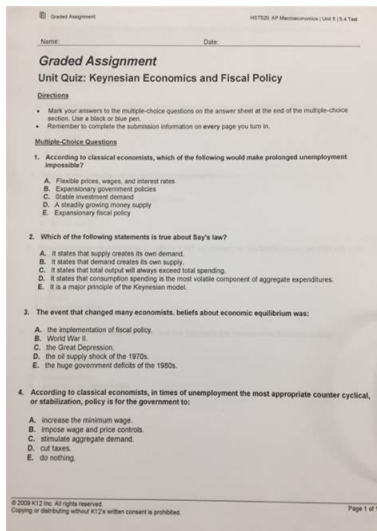 Graded Assignment
HST520: AP Macroeconomics | Unit 5 | 5.4 Test
Name:
Date:
Graded Assignment
Unit Quiz: Keynesian Economics and Fiscal Policy
Directions
• Mark your answers to the multiple-choice questions on the answer sheet at the end of the multiple-choice
section. Use a black or blue pen.
• Remember to complete the submission information on every page you turn in.
Multiple-Choice Questions
1. According to classical economists, which of the following would make prolonged unemployment
impossible?
A. Flexible prices, wages, and interest rates
B. Expansionary government policies
C. Stable investment demand
D. A steadily growing money supply
E. Expansionary fiscal policy
2. Which of the following statements is true about Say's law?
A. It states that supply creates its own demand.
B. It states that demand creates its own supply.
C. It states that total output will always exceed total spending.
D. It states that consumption spending is the most volatile component of aggregate expenditures.
E. It is a major principle of the Keynesian model.
3. The event that changed many economists. beliefs about economic equilibrium was:
A. the implementation of fiscal policy.
B. World War II.
C. the Great Depression.
D. the oil supply shock of the 1970s.
E. the huge government deficits of the 1980s.
4. According to classical economists, in times of unemployment the most appropriate counter cyclical,
or stabilization, policy is for the government to:
A. increase the minimum wage.
B. impose wage and price controls.
C. stimulate aggregate demand.
D. cut taxes.
E. do nothing.
© 2009 K12 Inc. All rights reserved.
Copying or distributing without K12's written consent is prohibited.
Page 1 of